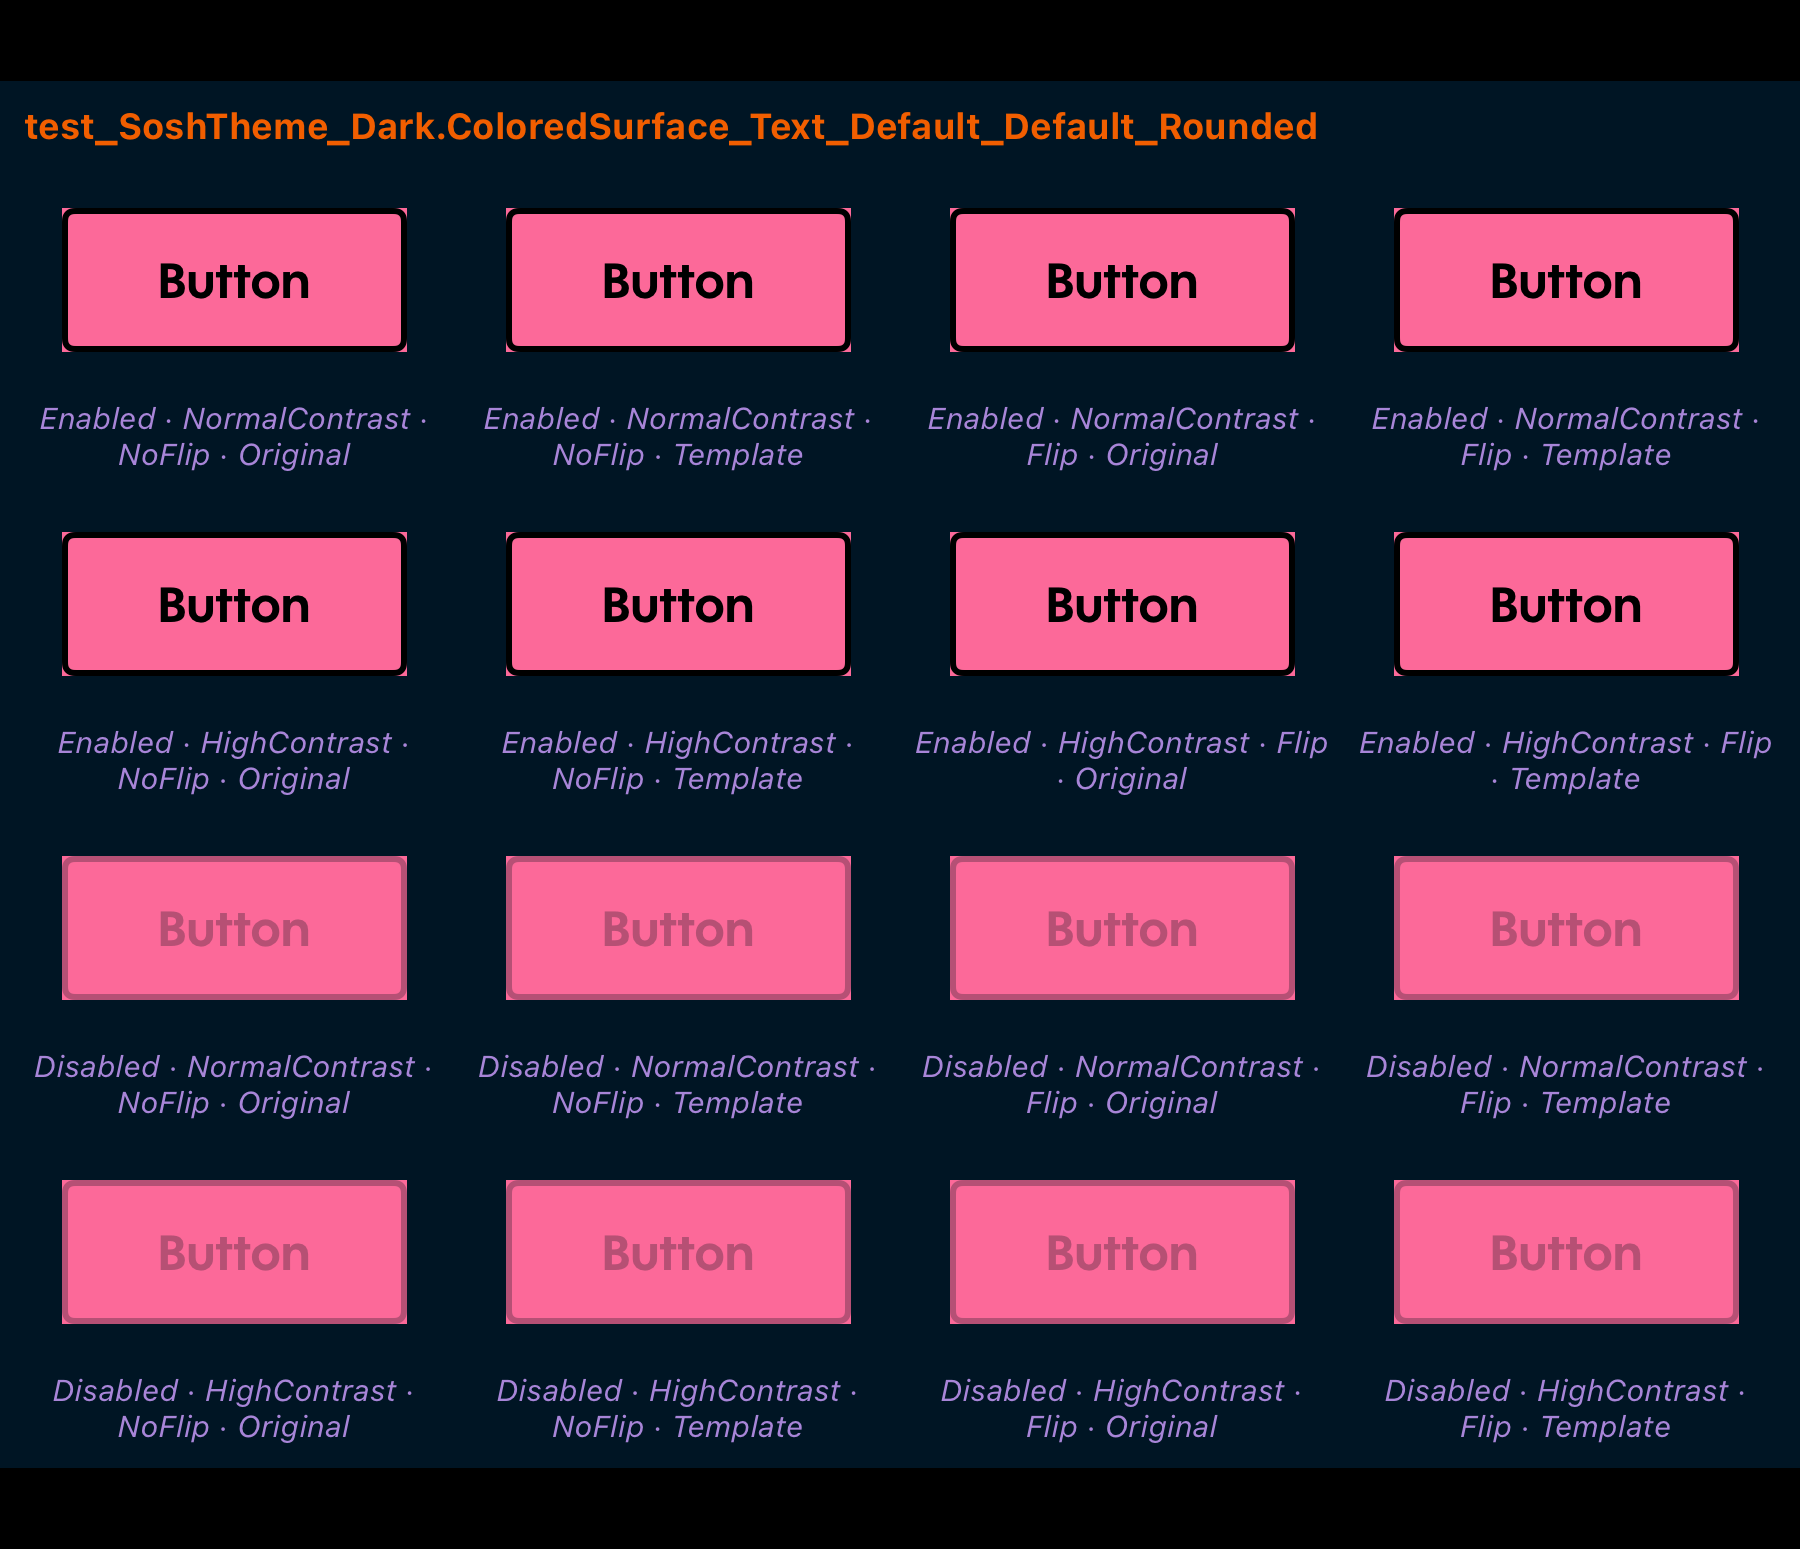 test_SoshTheme_Dark.ColoredSurface_Text_Default_Default_Rounded
Button Button Button Button
Enabled · NormalContrast · Enabled · NormalContrast · Enabled · NormalContrast · Enabled · NormalContrast ·
NoFlip · Original NoFlip · Template Flip · Original Flip · Template
Button Button Button Button
Enabled · HighContrast · Enabled · HighContrast · Enabled · HighContrast · Flip Enabled · HighContrast · Flip
NoFlip · Original NoFlip · Template · Original · Template
Button Button Button Button
Disabled · NormalContrast · Disabled · NormalContrast · Disabled · NormalContrast · Disabled · NormalContrast ·
NoFlip · Original NoFlip · Template Flip · Original Flip · Template
Button Button Button Button
Disabled · HighContrast · Disabled · HighContrast · Disabled · HighContrast · Disabled · HighContrast ·
NoFlip · Original NoFlip · Template Flip · Original Flip · Template